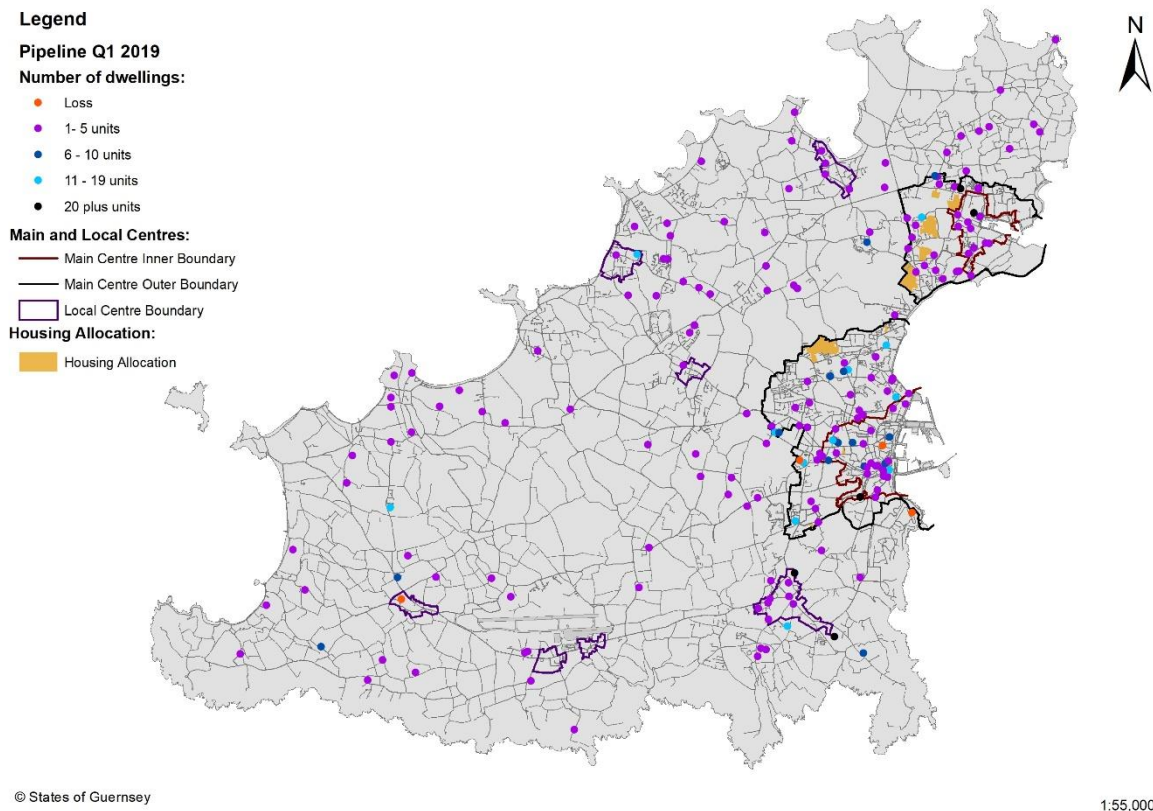 Legend
Pipeline Q1 2019
Number of dwellings:
Loss
1- 5 units
6 - 10 units
11 - 19 units
20 plus units
Main and Local Centres:
Main Centre Inner Boundary
Main Centre Outer Boundary
Local Centre Boundary
Housing Allocation:
Housing Allocation
N
© States of Guernsey
1:55,000